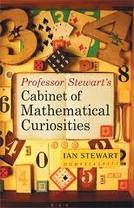 Professor Stewart's
Cabinet of
Mathematical
Curiosities
IAN STEWART